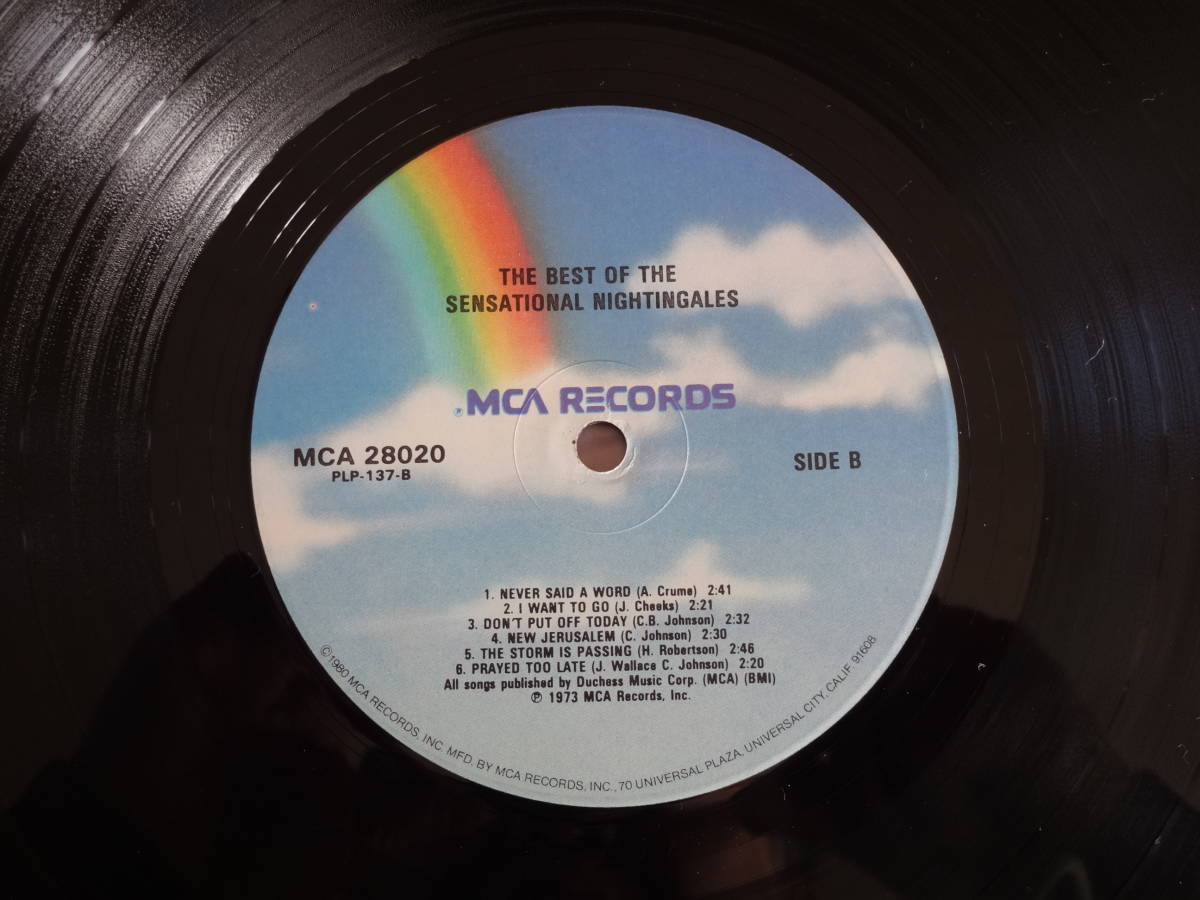 THE BEST OF THE
SENSATIONAL NIGHTINGALES
MCA RECORDS
MCA 28020
PLP-137-B
SIDE B
1. NEVER SAID A WORD (A. Crume) 2:41
2. I WANT TO GO (J. Cheeks) 2:21
3. DON'T PUT OFF TODAY (C.B. Johnson) 2:32
4. NEW JERUSALEM (C. Johnson) 2:30
5. THE STORM IS PASSING (H. Robertson) 2:46
6. PRAYED TOO LATE (J. Wallace C. Johnson) 2:20
All songs published by Duchess Music Corp. (MCA) (BMI)
℗ 1973 MCA Records, Inc.
©1980 MCA RECORDS, INC. MFD. BY MCA RECORDS, INC., 70 UNIVERSAL PLAZA, UNIVERSAL CITY, CALIF. 91608